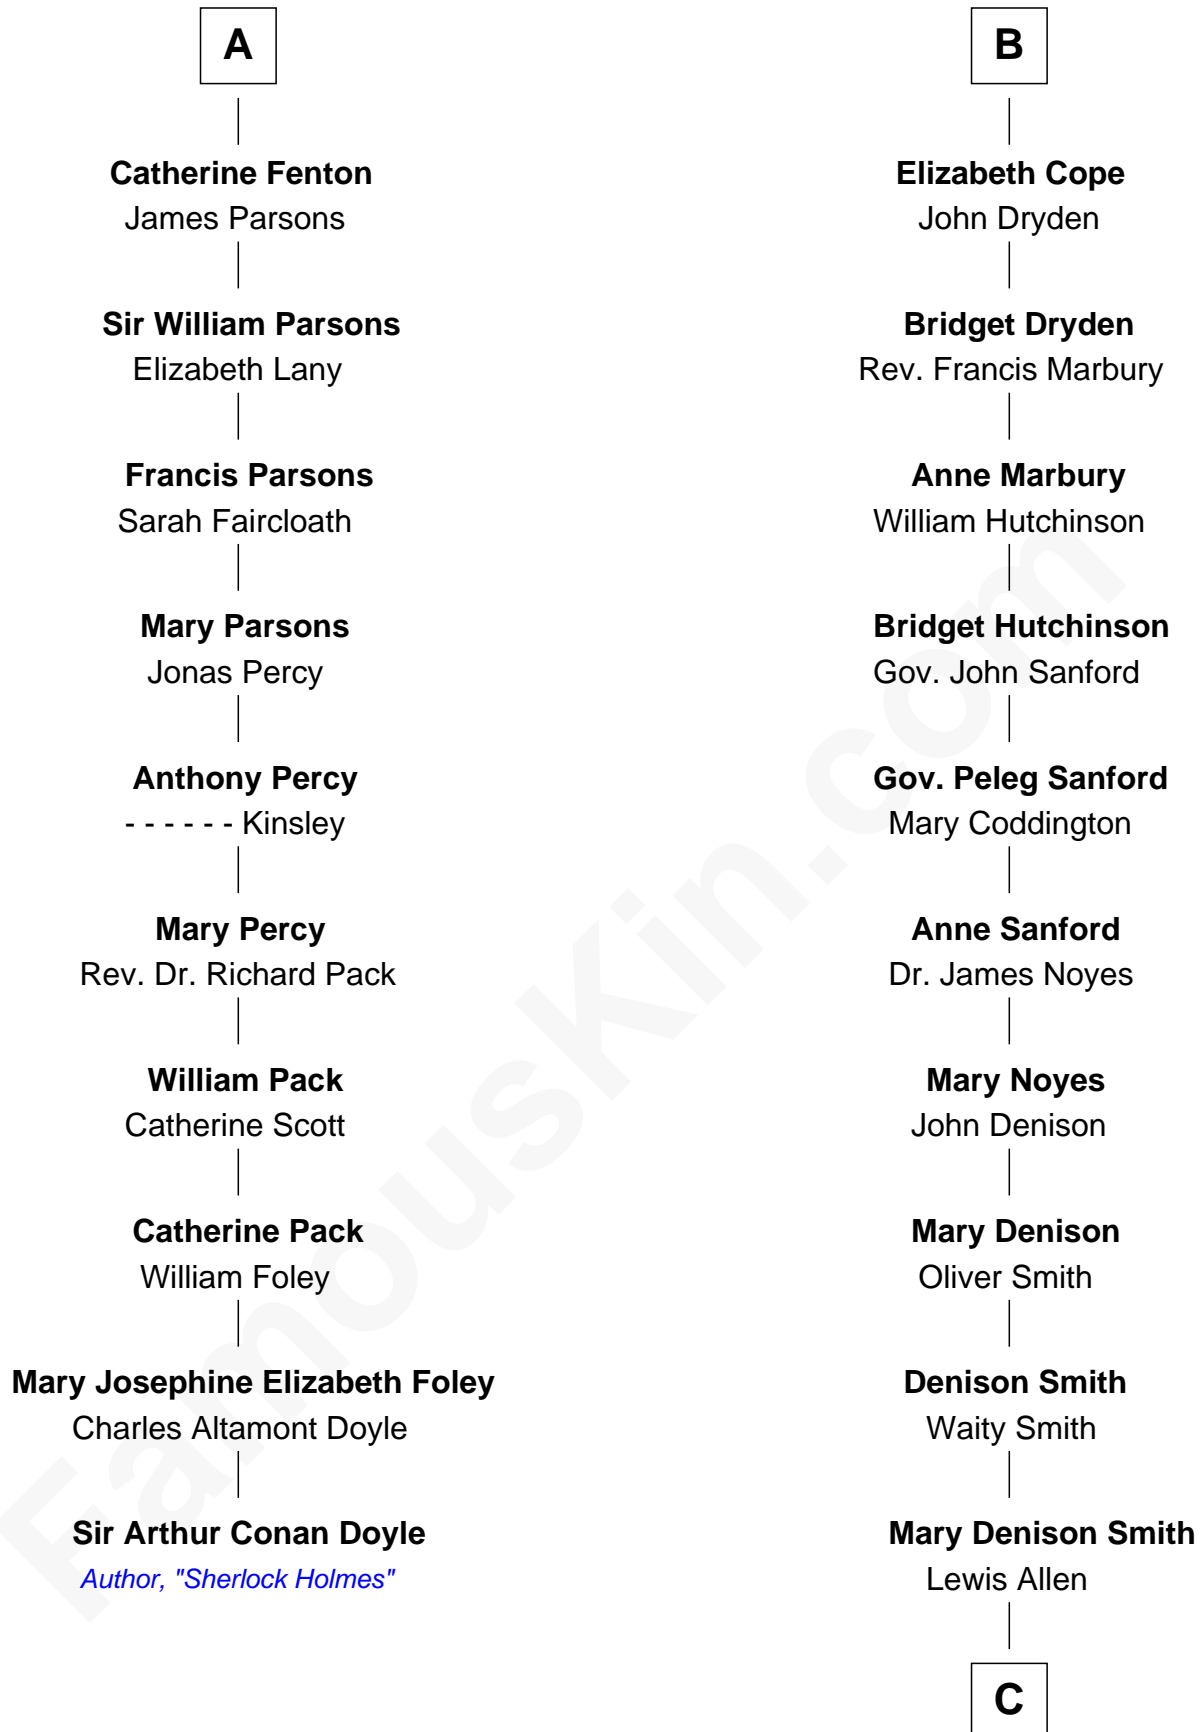 A
Catherine Fenton
James Parsons
Sir William Parsons
Elizabeth Lany
Francis Parsons
Sarah Faircloath
Mary Parsons
Jonas Percy
Anthony Percy
- - - - - - Kinsley
Mary Percy
Rev. Dr. Richard Pack
William Pack
Catherine Scott
Catherine Pack
William Foley
Mary Josephine Elizabeth Foley
Charles Altamont Doyle
Sir Arthur Conan Doyle
Author, "Sherlock Holmes"
B
Elizabeth Cope
John Dryden
Bridget Dryden
Rev. Francis Marbury
Anne Marbury
William Hutchinson
Bridget Hutchinson
Gov. John Sanford
Gov. Peleg Sanford
Mary Coddington
Anne Sanford
Dr. James Noyes
Mary Noyes
John Denison
Mary Denison
Oliver Smith
Denison Smith
Waity Smith
Mary Denison Smith
Lewis Allen
C
FamousKin.com